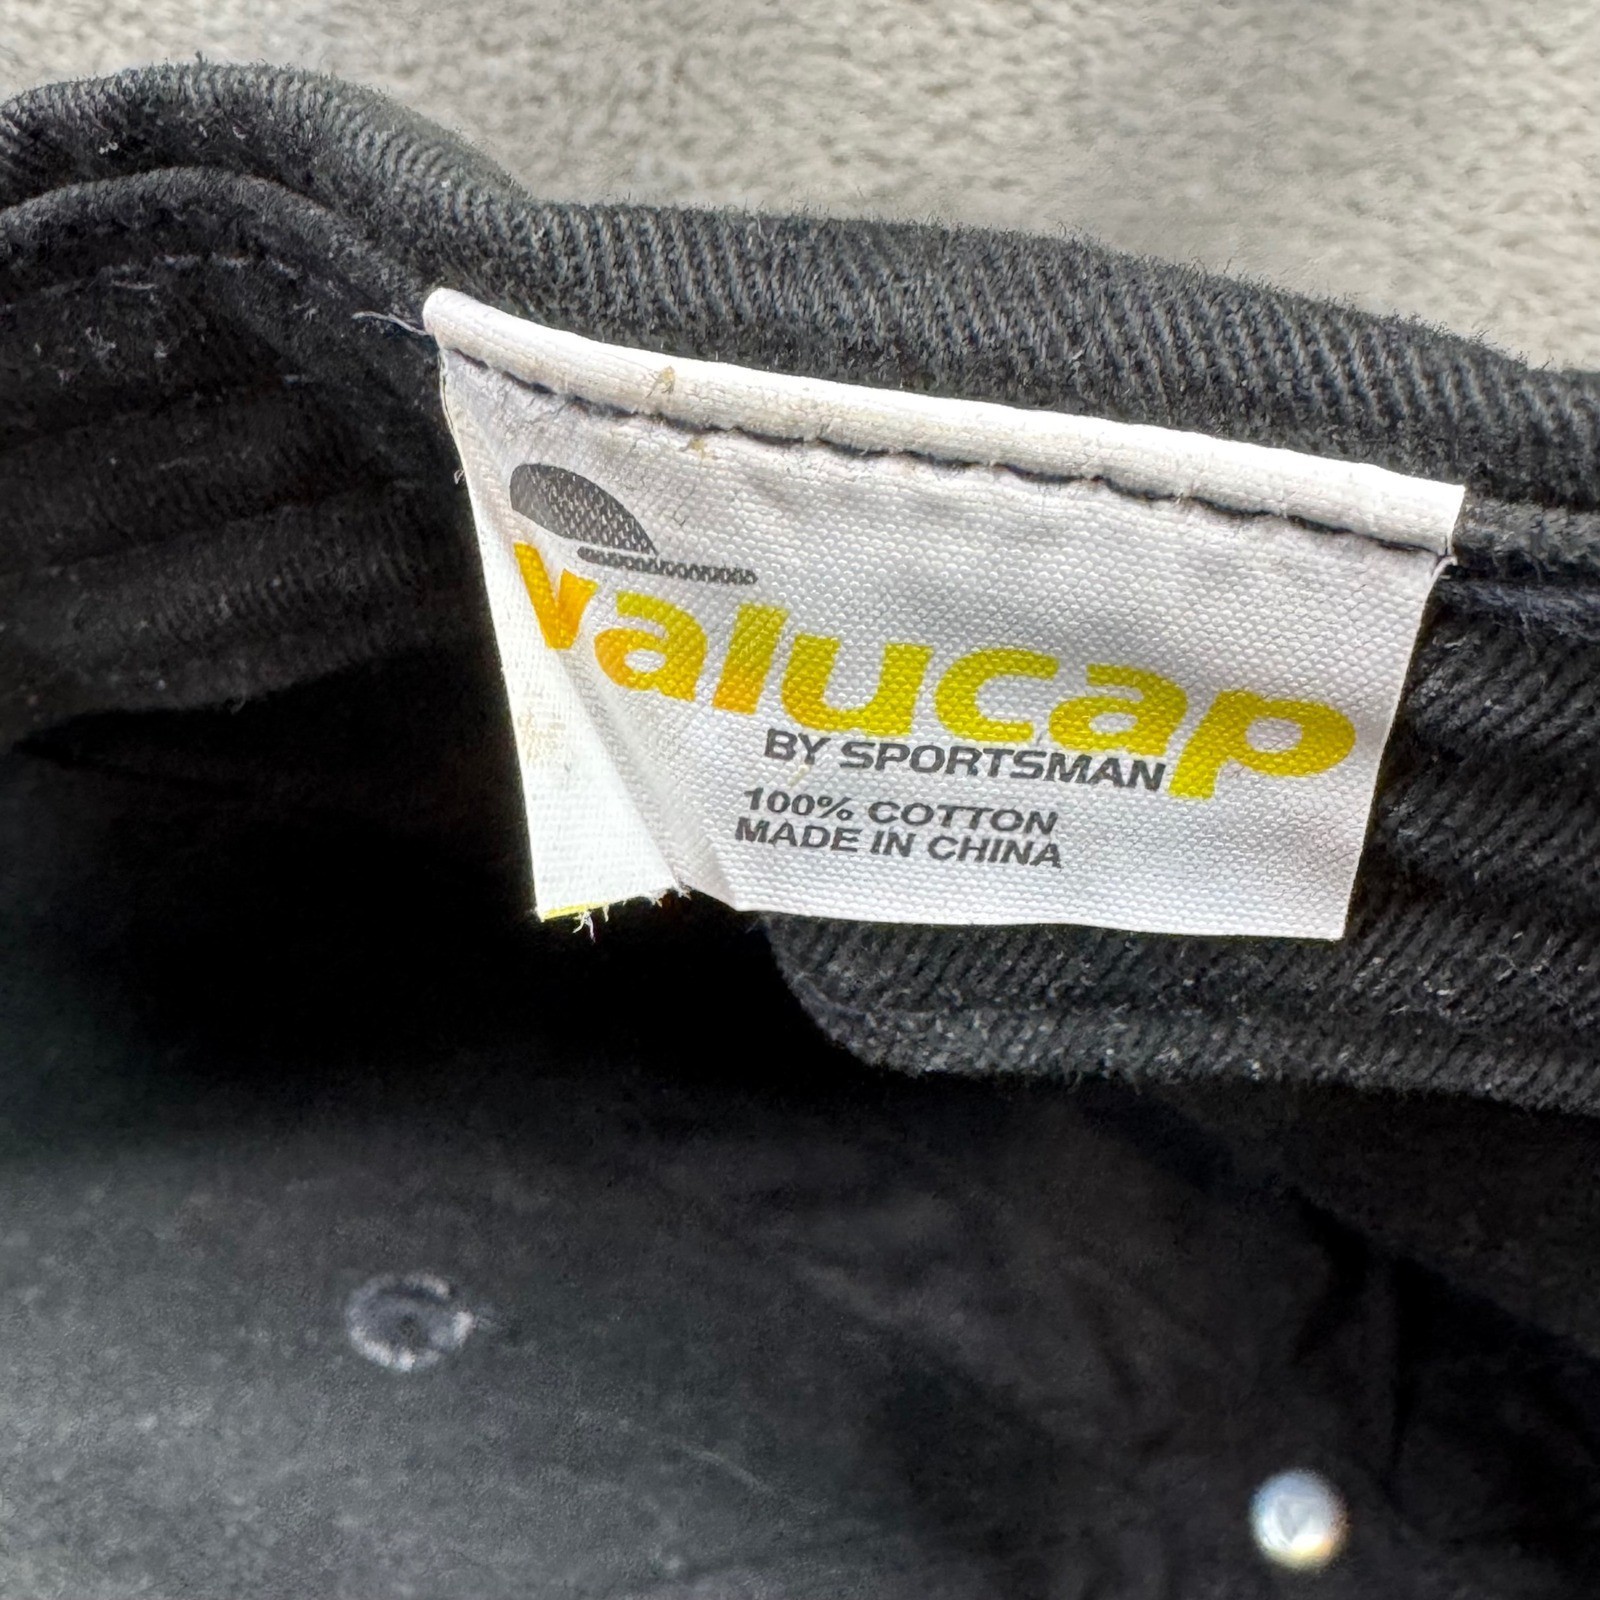 valucap
BY SPORTSMAN
100% COTTON
MADE IN CHINA